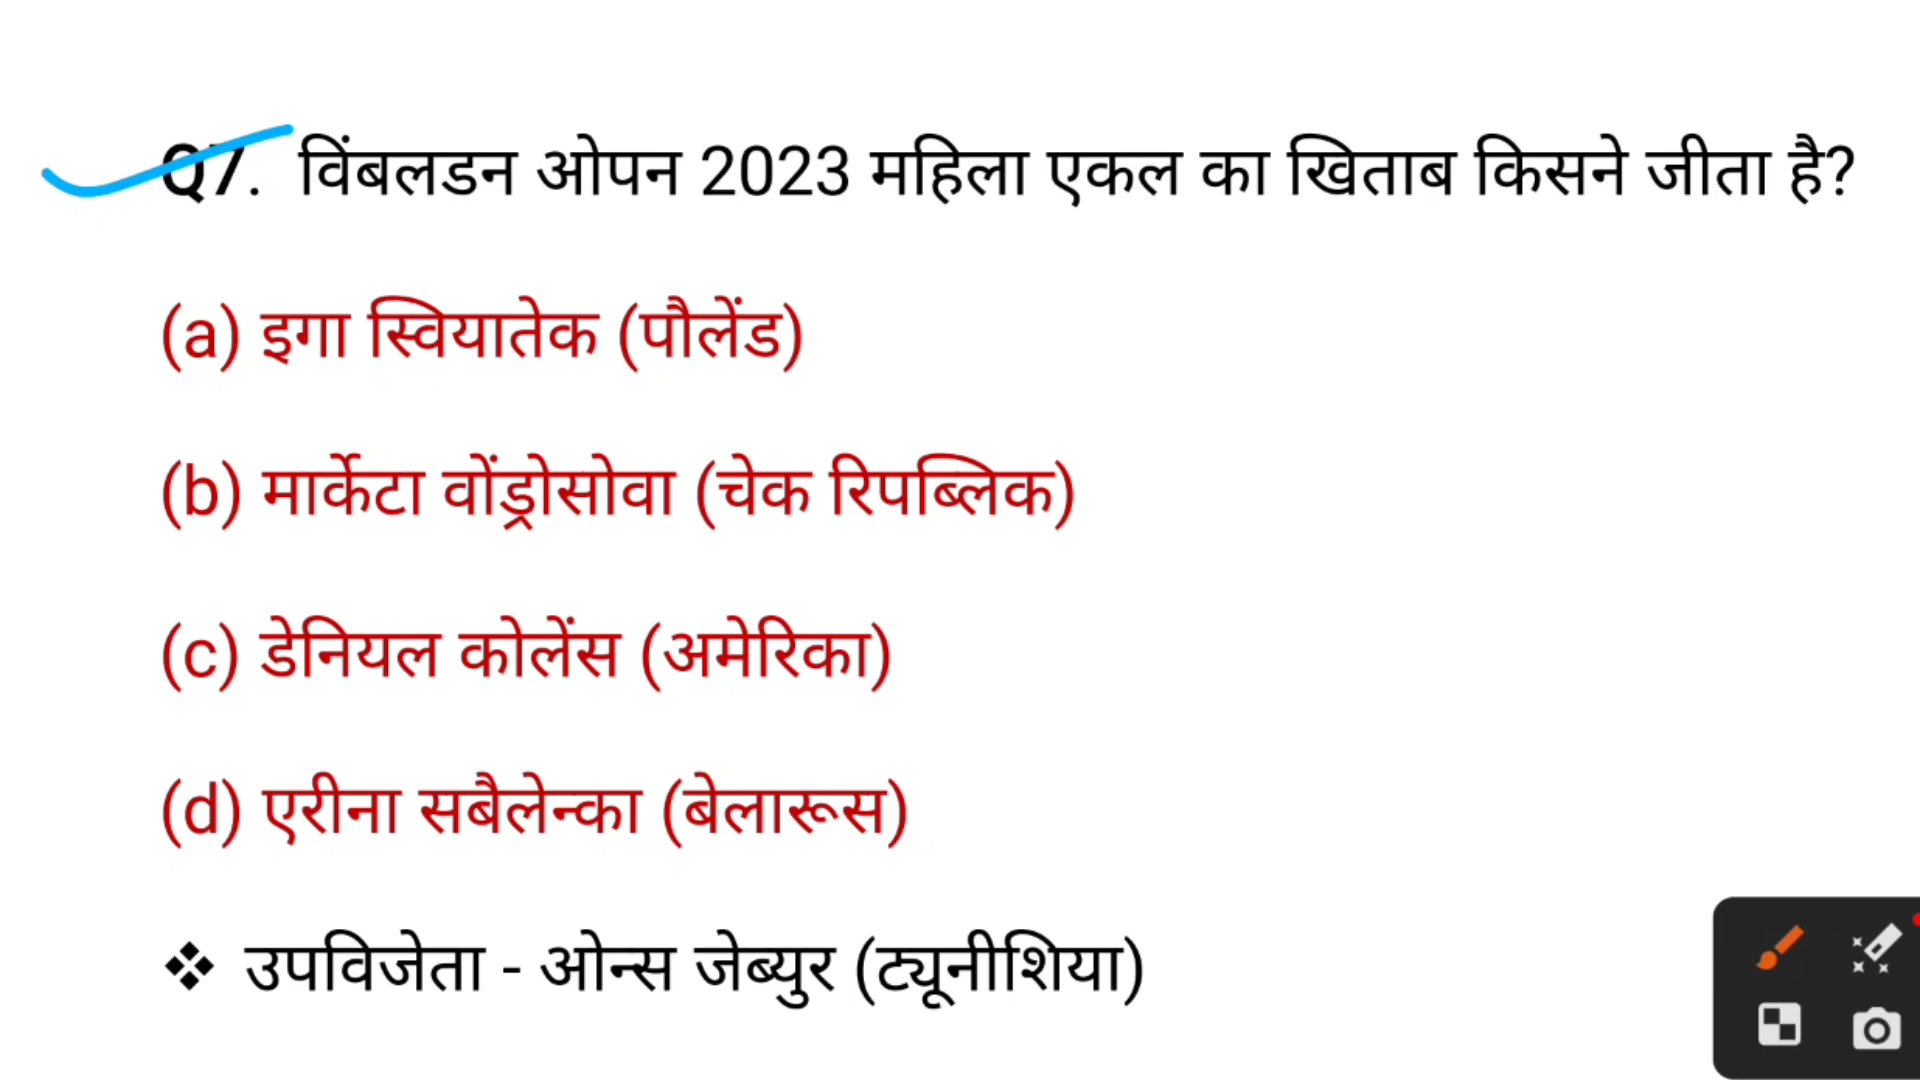 Q7. विंबलडन ओपन 2023 महिला एकल का खिताब किसने जीता है?
(a) इगा स्वियातेक (पौलेंड)
(b) मार्केटा वोंड्रोसोवा (चेक रिपब्लिक)
(c) डेनियल कोलेंस (अमेरिका)
(d) एरीना सबैलेन्का (बेलारूस)
❖ उपविजेता - ओन्स जेब्युर (ट्यूनीशिया)